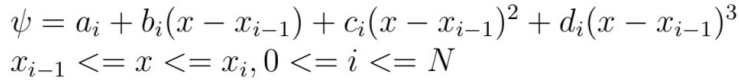 ψ = a_i + b_i(x − x_{i−1}) + c_i(x − x_{i−1})^2 + d_i(x − x_{i−1})^3
x_{i−1} <= x <= x_i, 0 <= i <= N